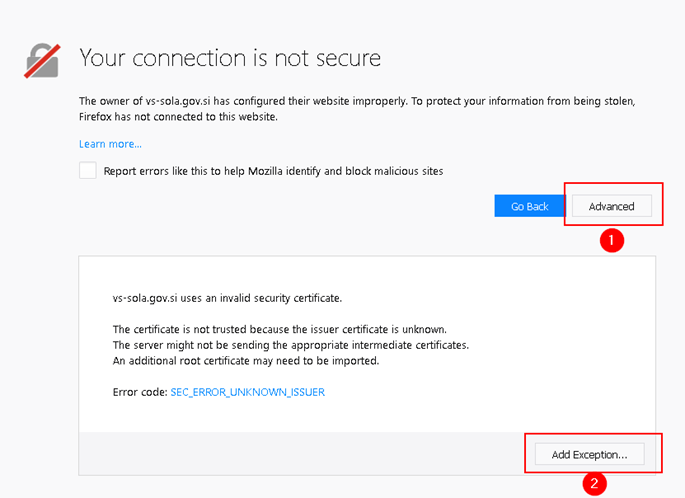 Your connection is not secure
The owner of vs-sola.gov.si has configured their website improperly. To protect your information from being stolen,
Firefox has not connected to this website.
Learn more...
Report errors like this to help Mozilla identify and block malicious sites
Go Back
Advanced
1
vs-sola.gov.si uses an invalid security certificate.
The certificate is not trusted because the issuer certificate is unknown.
The server might not be sending the appropriate intermediate certificates.
An additional root certificate may need to be imported.
Error code: SEC_ERROR_UNKNOWN_ISSUER
Add Exception...
2